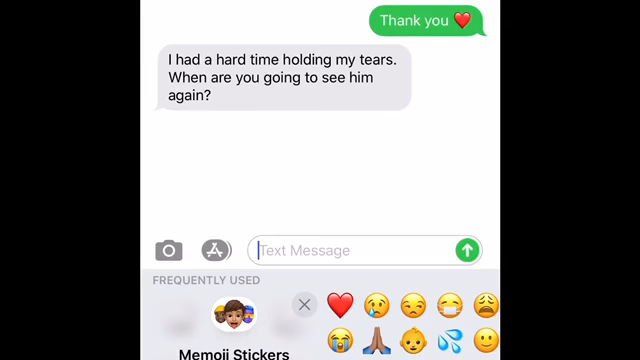 Thank you ❤️
I had a hard time holding my tears.
When are you going to see him
again?
Text Message
FREQUENTLY USED
Memoji Stickers